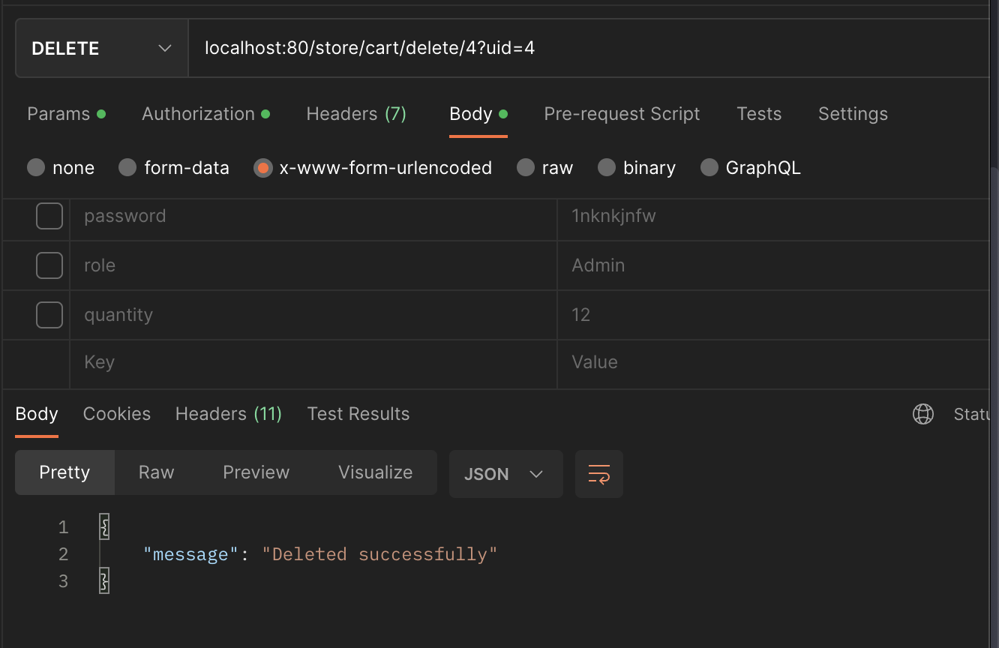 DELETE localhost:80/store/cart/delete/4?uid=4
Params Authorization Headers (7) Body Pre-request Script Tests Settings
none form-data x-www-form-urlencoded raw binary GraphQL
password 1nknkjnfw
role Admin
quantity 12
Key Value
Body Cookies Headers (11) Test Results Statu
Pretty Raw Preview Visualize JSON
1 {
2 "message": "Deleted successfully"
3 }